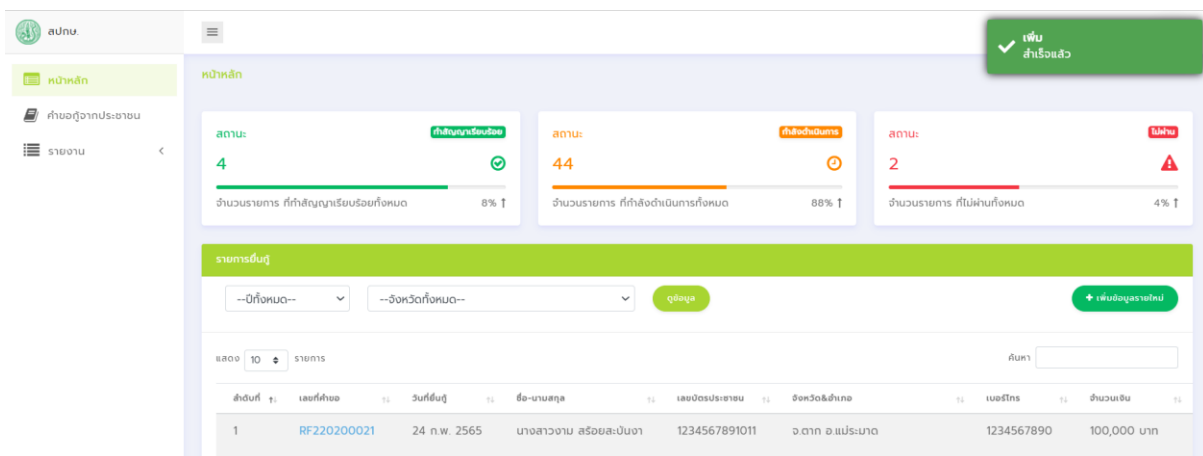 สปกษ.
เพิ่ม
สำเร็จแล้ว
หน้าหลัก
คำขอกู้จากประชาชน
รายงาน
หน้าหลัก
สถานะ ทำสัญญาเรียบร้อย
4
จำนวนรายการ ที่ทำสัญญาเรียบร้อยทั้งหมด 8%
สถานะ กำลังดำเนินการ
44
จำนวนรายการ ที่กำลังดำเนินการทั้งหมด 88%
สถานะ ไม่ผ่าน
2
จำนวนรายการ ที่ไม่ผ่านทั้งหมด 4%
รายการยื่นกู้
--ปีทั้งหมด-- --จังหวัดทั้งหมด-- ดูข้อมูล + เพิ่มข้อมูลรายใหม่
แสดง 10 รายการ ค้นหา
ลำดับที่ เลขที่คำขอ วันที่ยื่นกู้ ชื่อ-นามสกุล เลขบัตรประชาชน จังหวัด&อำเภอ เบอร์โทร จำนวนเงิน
1 RF220200021 24 ก.พ. 2565 นางสาวงาม สร้อยสะบันงา 1234567891011 จ.ตาก อ.แม่ระมาด 1234567890 100,000 บาท